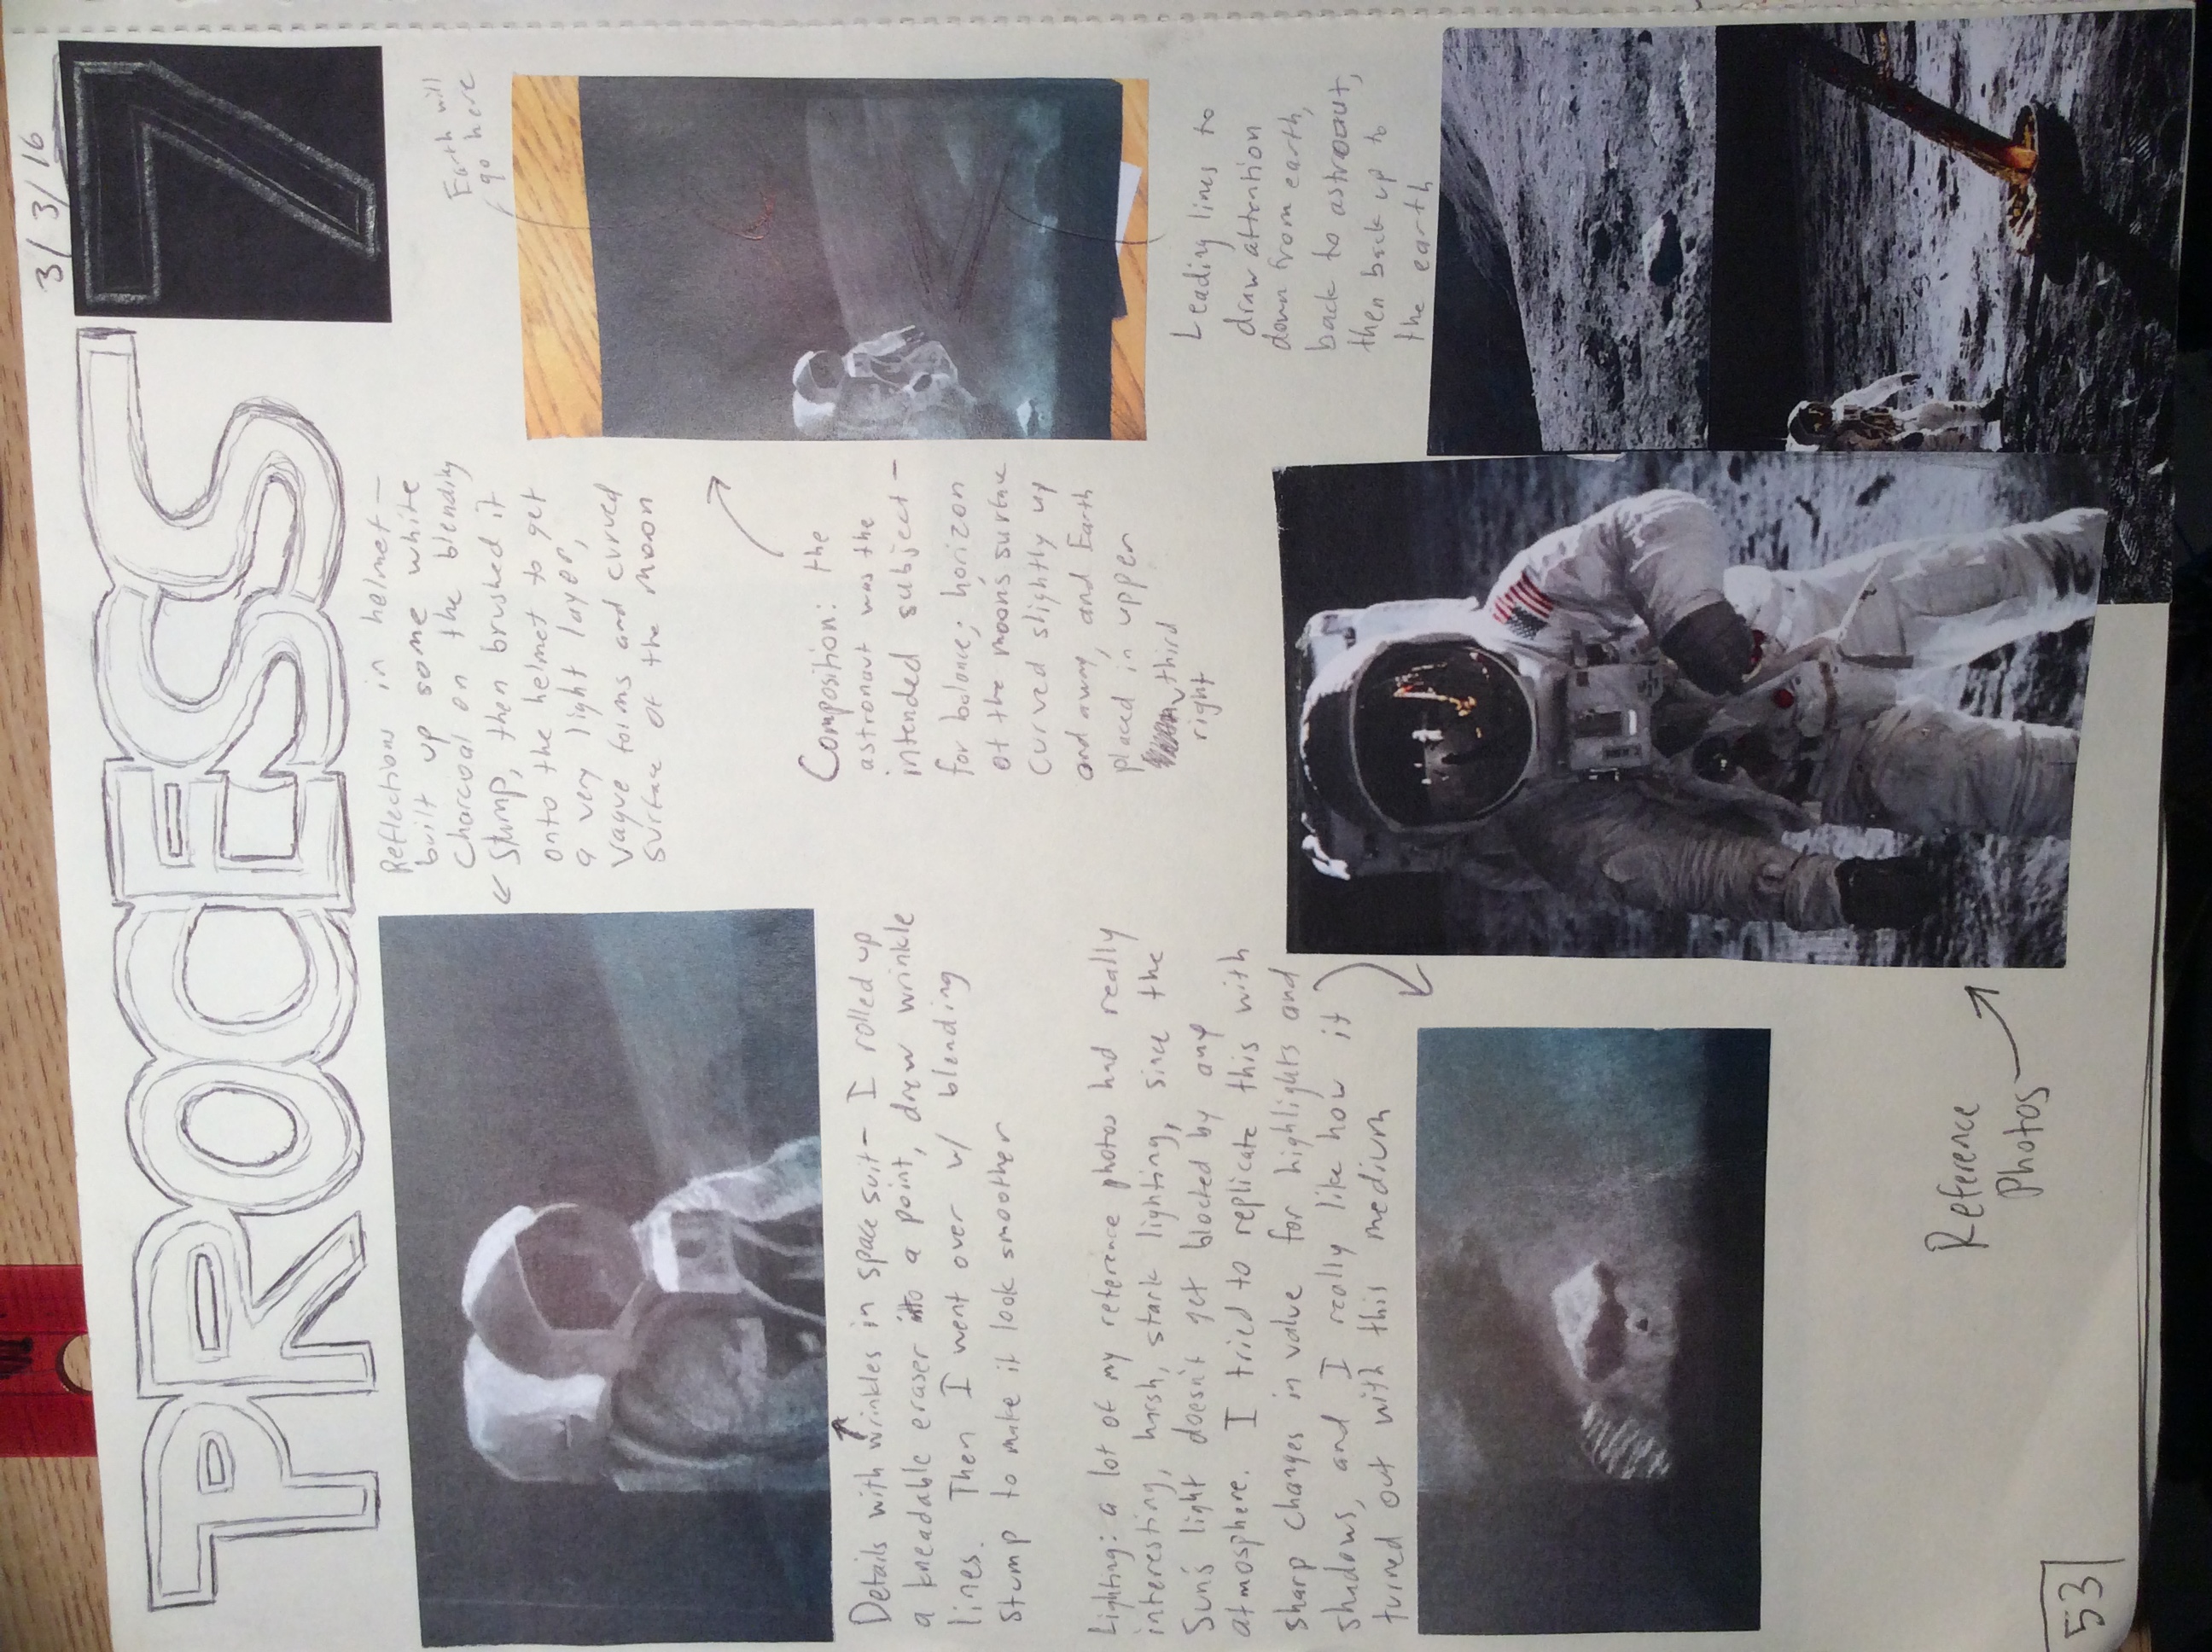 3/3/16
PROCESS
7
Reflections in helmet –
built up some white
charcoal on the blending
stump, then brushed it
onto the helmet to get
a very light layer,
vague forms and curved
surface of the moon
Earth will
go here
Details with wrinkles in space suit – I rolled up
a kneadable eraser into a point, drew wrinkle
lines. Then I went over w/ blending
stump to make it look smoother
Composition: the
astronaut was the
intended subject –
for balance; horizon
of the moon's surface
curved slightly up
and away, and Earth
placed in upper
third
right
Lighting: a lot of my reference photos had really
interesting, harsh, stark lighting, since the
Sun's light doesn't get blocked by any
atmosphere. I tried to replicate this with
sharp changes in value for highlights and
shadows, and I really like how it
turned out with this medium
Leading lines to
draw attention
down from earth,
back to astronaut,
then back up to
the earth
Reference
Photos
53